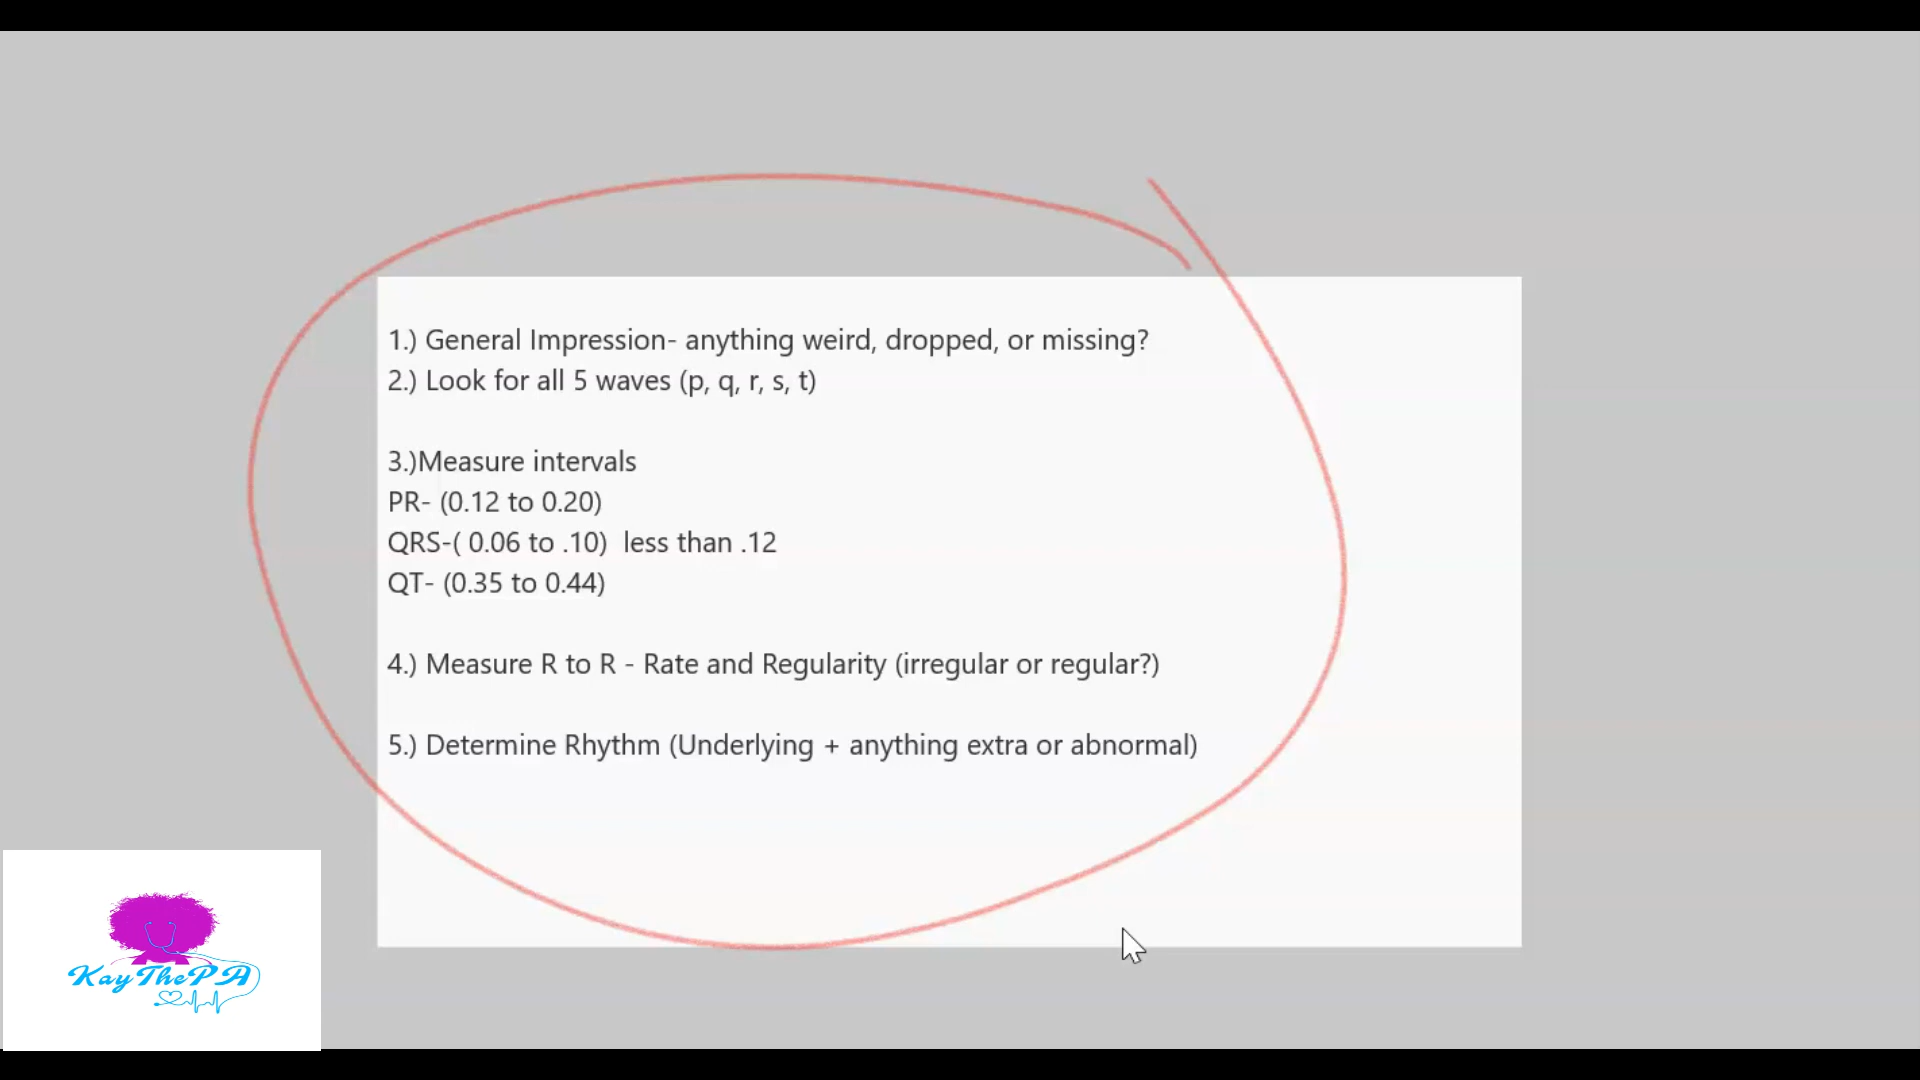 1.) General Impression- anything weird, dropped, or missing?
2.) Look for all 5 waves (p, q, r, s, t)
3.)Measure intervals
PR- (0.12 to 0.20)
QRS-( 0.06 to .10)  less than .12
QT- (0.35 to 0.44)
4.) Measure R to R - Rate and Regularity (irregular or regular?)
5.) Determine Rhythm (Underlying + anything extra or abnormal)
KayThePA